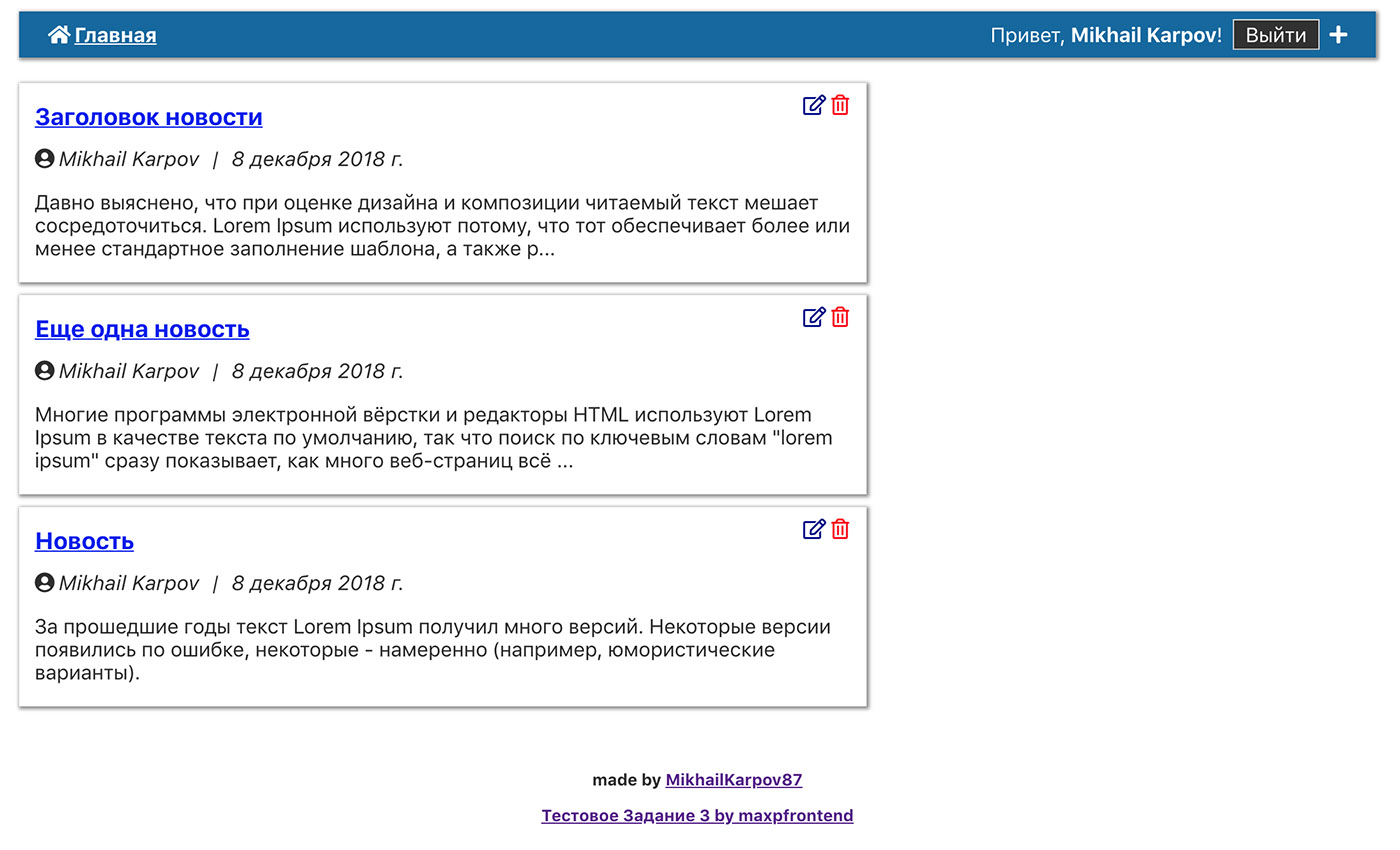 Главная
Привет, Mikhail Karpov! Выйти
Заголовок новости
Mikhail Karpov | 8 декабря 2018 г.
Давно выяснено, что при оценке дизайна и композиции читаемый текст мешает
сосредоточиться. Lorem Ipsum используют потому, что тот обеспечивает более или
менее стандартное заполнение шаблона, а также р...
Еще одна новость
Mikhail Karpov | 8 декабря 2018 г.
Многие программы электронной вёрстки и редакторы HTML используют Lorem
Ipsum в качестве текста по умолчанию, так что поиск по ключевым словам "lorem
ipsum" сразу показывает, как много веб-страниц всё ...
Новость
Mikhail Karpov | 8 декабря 2018 г.
За прошедшие годы текст Lorem Ipsum получил много версий. Некоторые версии
появились по ошибке, некоторые - намеренно (например, юмористические
варианты).
made by MikhailKarpov87
Тестовое Задание 3 by maxpfrontend